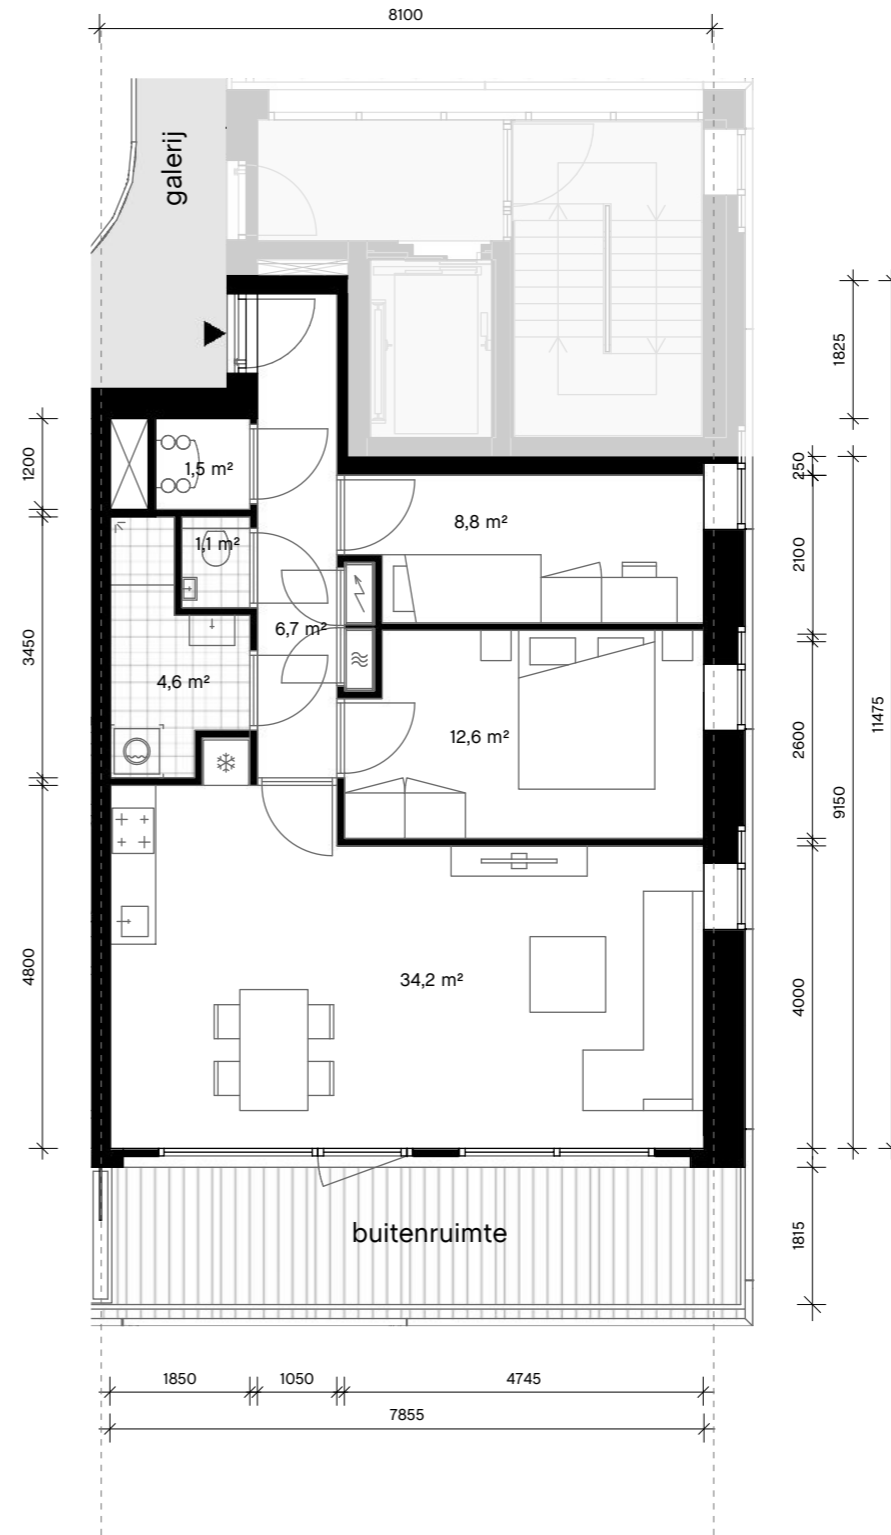 8100
galerij
1825
1200
1,5 m²
250
8,8 m²
1,1 m²
2100
6,7 m²
3450
4,6 m²
12,6 m²
2600
11475
9150
34,2 m²
4800
4000
buitenruimte
1815
1850
1050
4745
7855